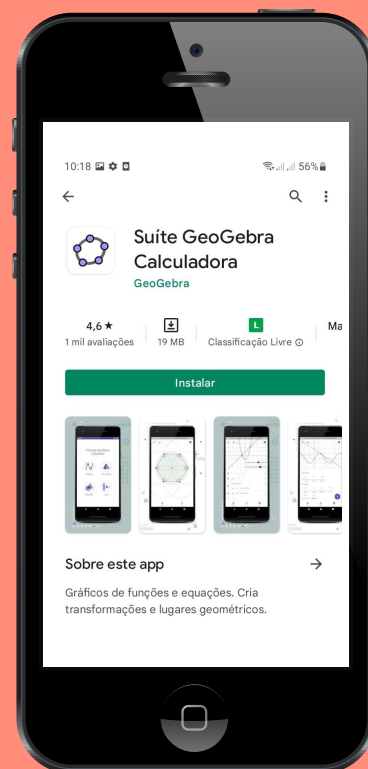 10:18
56%
Suíte GeoGebra
Calculadora
GeoGebra
4,6 ★
1 mil avaliações
19 MB
L
Classificação Livre
Ma
Instalar
Sobre este app
Gráficos de funções e equações. Cria
transformações e lugares geométricos.